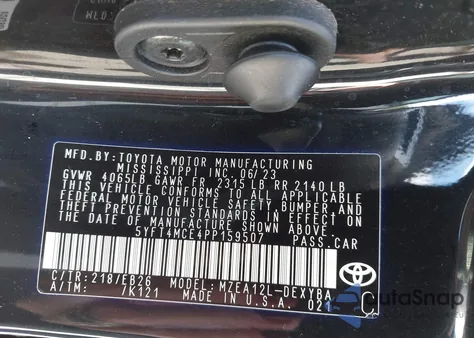 MFD. BY: TOYOTA MOTOR MANUFACTURING
MISSISSIPPI INC. 06/23
GVWR 4065LB GAWR FR 2315 LB RR 2140 LB
THIS VEHICLE CONFORMS TO ALL APPLICABLE
FEDERAL MOTOR VEHICLE SAFETY, BUMPER AND
THEFT PREVENTION STANDARDS IN EFFECT ON
THE DATE OF MANUFACTURE SHOWN ABOVE.
5YFT4MCE4PP159507 PASS.CAR
C/TR: 218/EB26 MODEL: MZEA12L-DEXYBA
A/TM: /K121 MADE IN U.S.A. 021 C
TOYOTA
AutoSnap